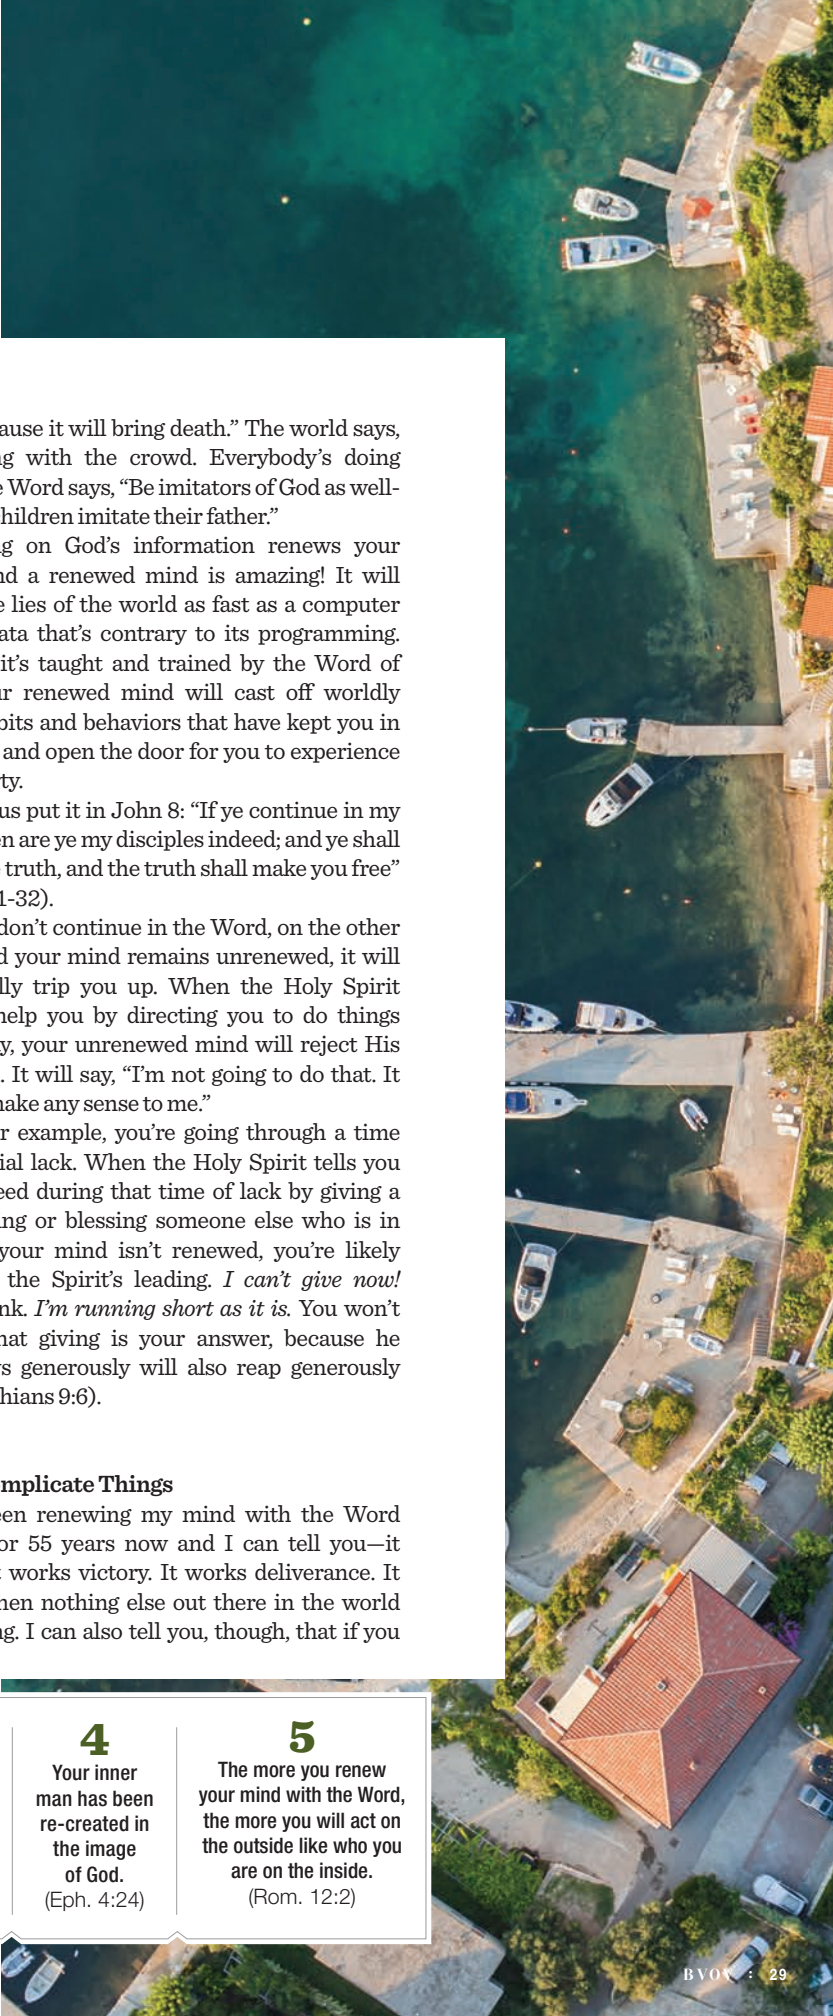 ause it will bring death.” The world says,
g with the crowd. Everybody’s doing
e Word says, “Be imitators of God as well-
children imitate their father.”
g on God’s information renews your
nd a renewed mind is amazing! It will
e lies of the world as fast as a computer
ata that’s contrary to its programming.
it’s taught and trained by the Word of
ur renewed mind will cast off worldly
bits and behaviors that have kept you in
and open the door for you to experience
ty.
us put it in John 8: “If ye continue in my
en are ye my disciples indeed; and ye shall
truth, and the truth shall make you free”
1-32).
don’t continue in the Word, on the other
d your mind remains unrenewed, it will
lly trip you up. When the Holy Spirit
help you by directing you to do things
y, your unrenewed mind will reject His
. It will say, “I’m not going to do that. It
make any sense to me.”
r example, you’re going through a time
ial lack. When the Holy Spirit tells you
eed during that time of lack by giving a
ing or blessing someone else who is in
your mind isn’t renewed, you’re likely
the Spirit’s leading. I can’t give now!
nk. I’m running short as it is. You won’t
hat giving is your answer, because he
s generously will also reap generously
hians 9:6).
omplicate Things
een renewing my mind with the Word
or 55 years now and I can tell you—it
t works victory. It works deliverance. It
hen nothing else out there in the world
ng. I can also tell you, though, that if you
4
Your inner
man has been
re-created in
the image
of God.
(Eph. 4:24)
5
The more you renew
your mind with the Word,
the more you will act on
the outside like who you
are on the inside.
(Rom. 12:2)
BVOV : 29